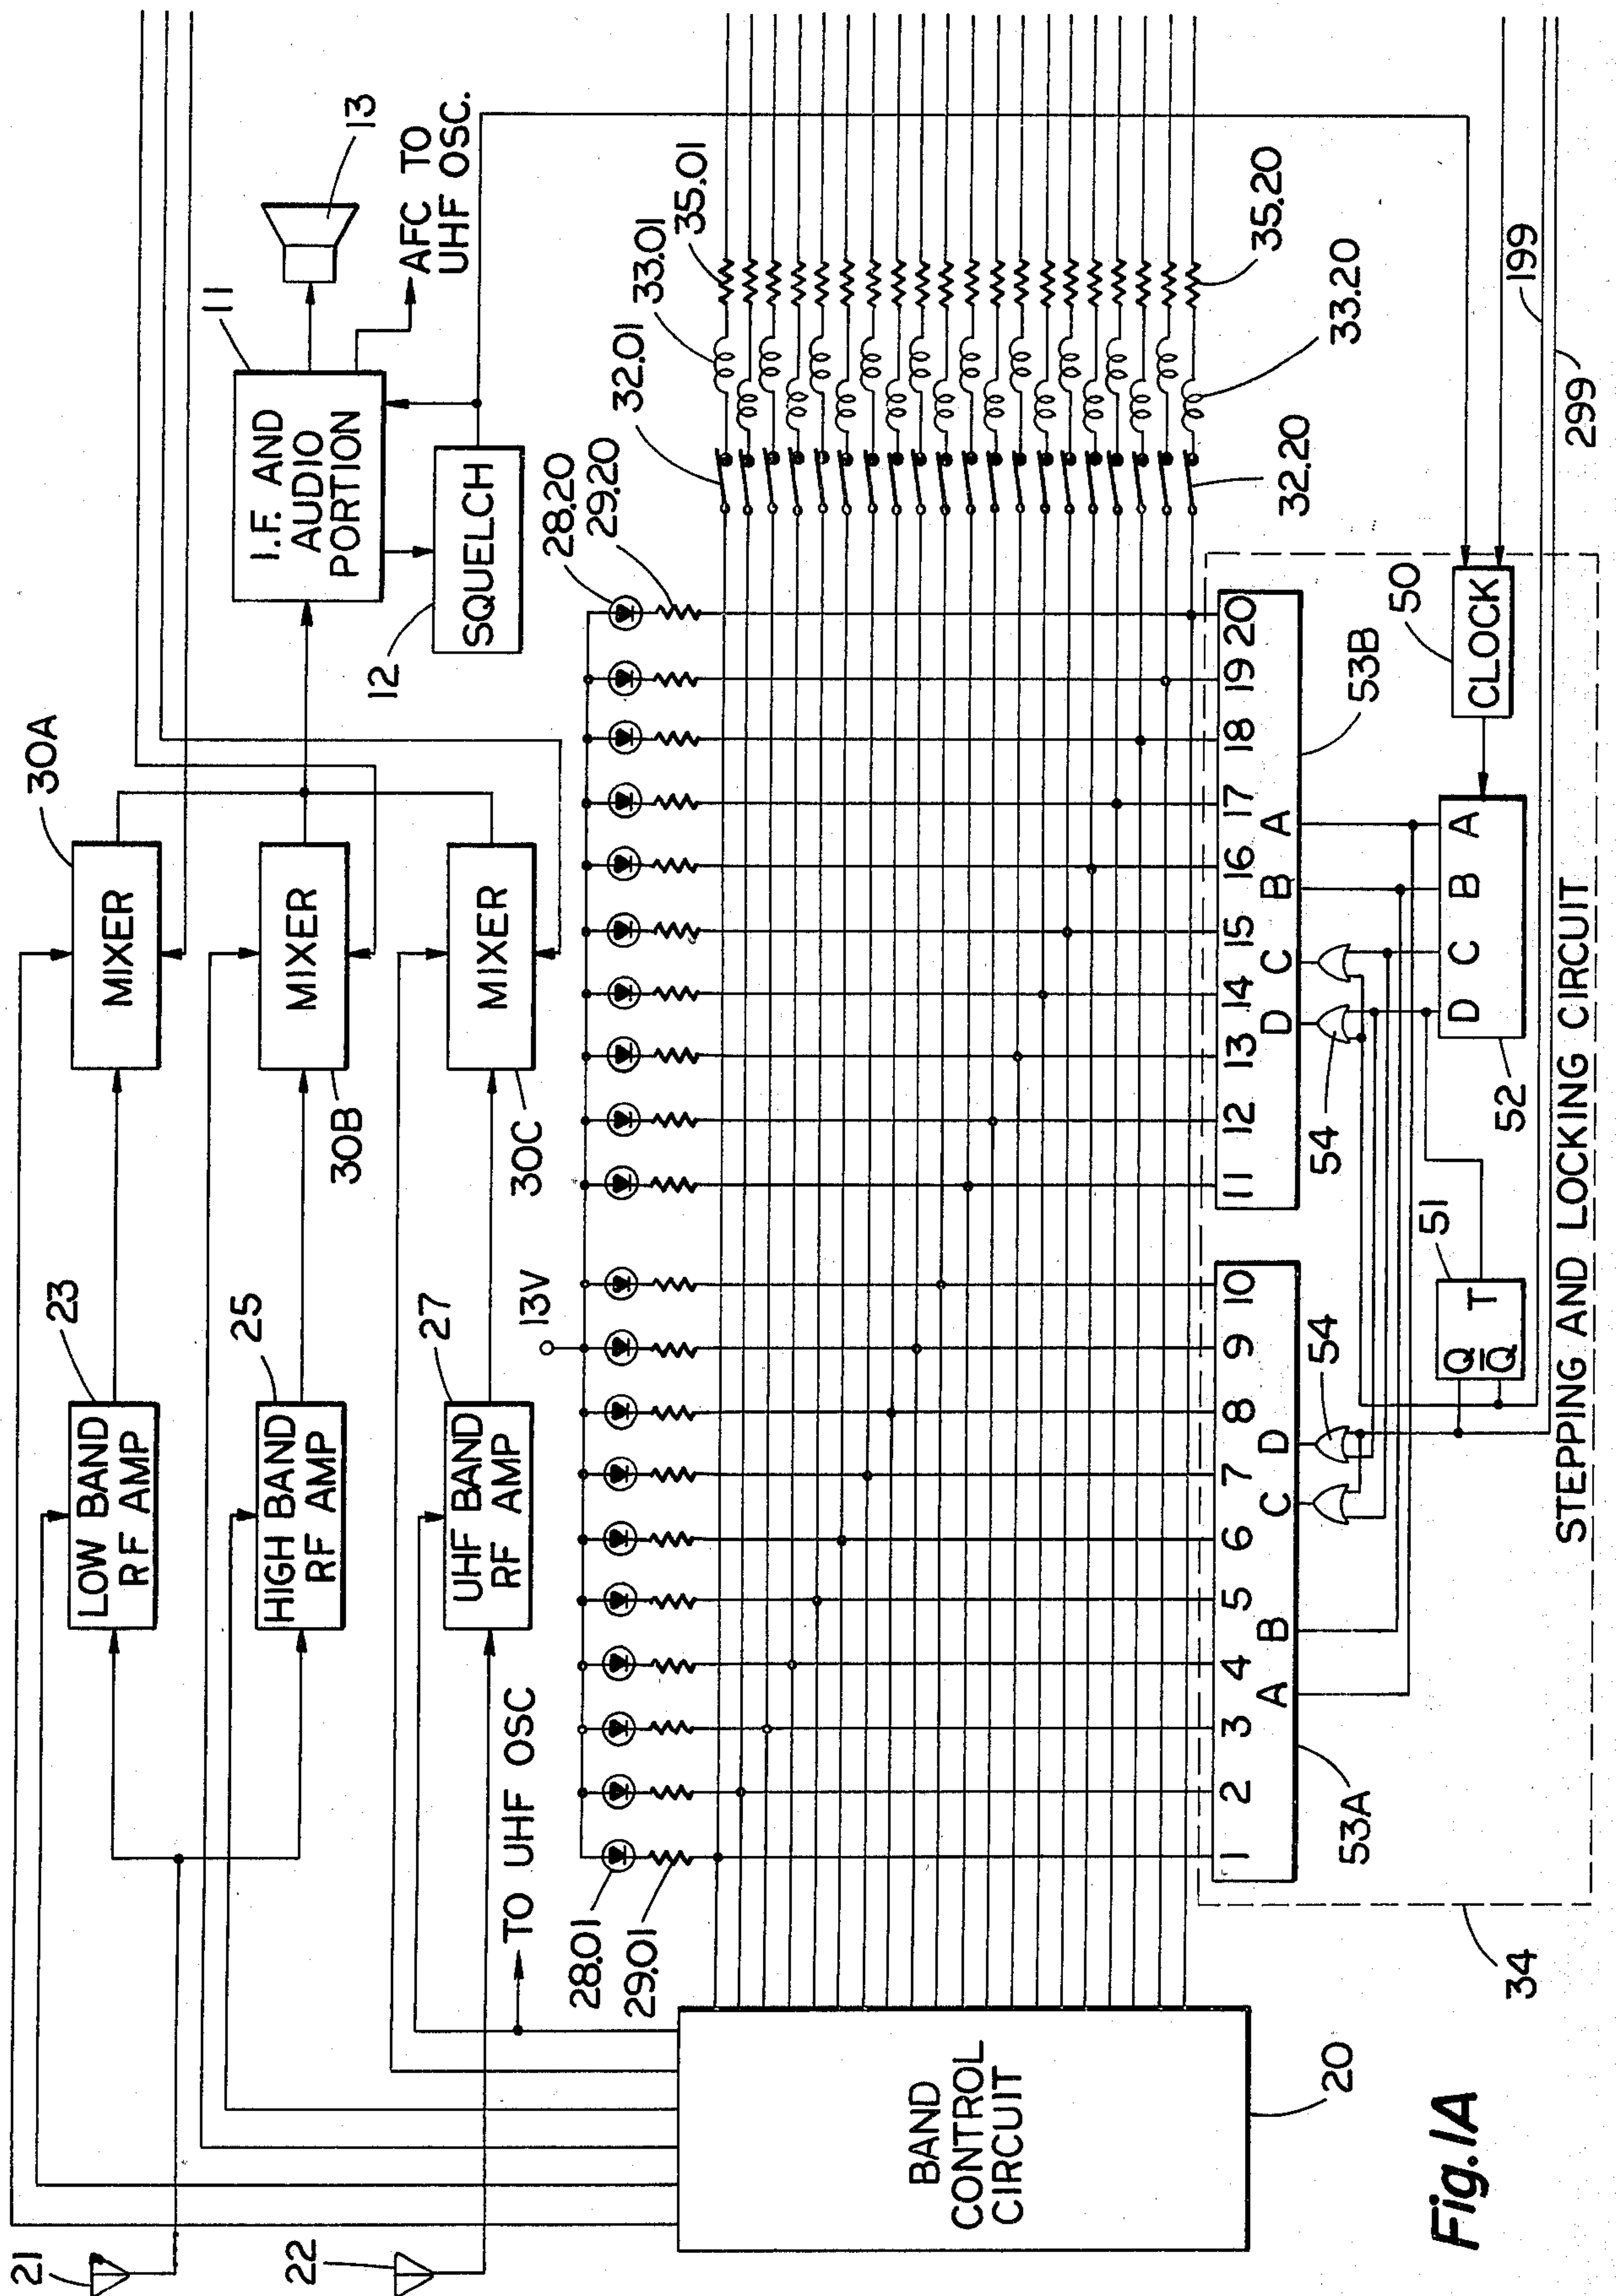 21
22
23
LOW BAND
RF AMP
25
HIGH BAND
RF AMP
27
UHF BAND
RF AMP
TO UHF OSC
30A
MIXER
30B
MIXER
30C
MIXER
11
I.F. AND
AUDIO
PORTION
12
SQUELCH
13
AFC TO
UHF OSC.
28.01
29.01
13V
28.20
29.20
32.01
33.01
35.01
32.20
33.20
35.20
BAND
CONTROL
CIRCUIT
20
1 2 3 4 5 6 7 8 9 10
A B C D
53A
11 12 13 14 15 16 17 18 19 20
D C B A
53B
54
54
51
Q T
Q̅
52
D C B A
50
CLOCK
199
299
34
STEPPING AND LOCKING CIRCUIT
Fig.1A